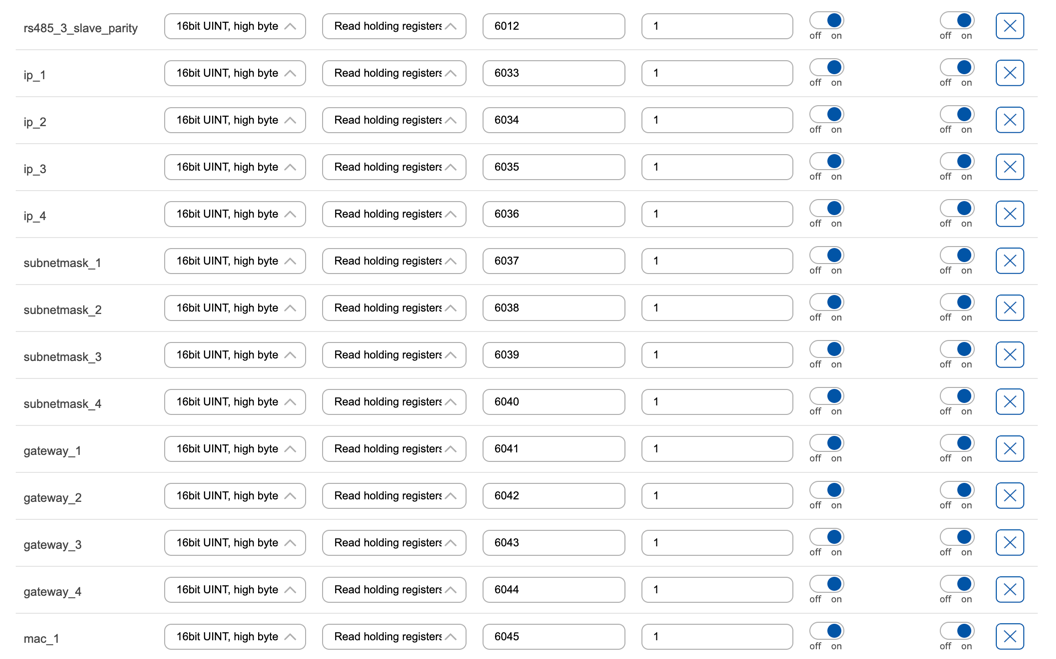 rs485_3_slave_parity 16bit UINT, high byte Read holding registers 6012 1 off on off on
ip_1 16bit UINT, high byte Read holding registers 6033 1 off on off on
ip_2 16bit UINT, high byte Read holding registers 6034 1 off on off on
ip_3 16bit UINT, high byte Read holding registers 6035 1 off on off on
ip_4 16bit UINT, high byte Read holding registers 6036 1 off on off on
subnetmask_1 16bit UINT, high byte Read holding registers 6037 1 off on off on
subnetmask_2 16bit UINT, high byte Read holding registers 6038 1 off on off on
subnetmask_3 16bit UINT, high byte Read holding registers 6039 1 off on off on
subnetmask_4 16bit UINT, high byte Read holding registers 6040 1 off on off on
gateway_1 16bit UINT, high byte Read holding registers 6041 1 off on off on
gateway_2 16bit UINT, high byte Read holding registers 6042 1 off on off on
gateway_3 16bit UINT, high byte Read holding registers 6043 1 off on off on
gateway_4 16bit UINT, high byte Read holding registers 6044 1 off on off on
mac_1 16bit UINT, high byte Read holding registers 6045 1 off on off on